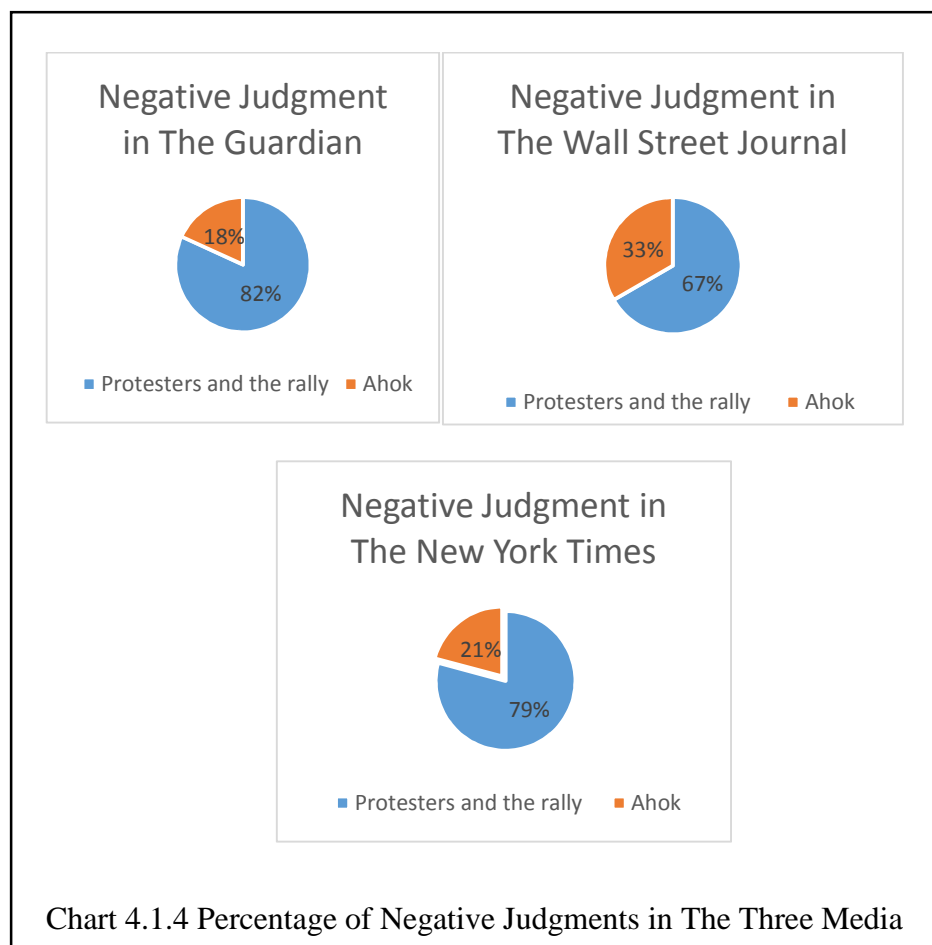 Negative Judgment
in The Guardian
18%
82%
Protesters and the rally Ahok
Negative Judgment in
The Wall Street Journal
33%
67%
Protesters and the rally Ahok
Negative Judgment in
The New York Times
21%
79%
Protesters and the rally Ahok
Chart 4.1.4 Percentage of Negative Judgments in The Three Media